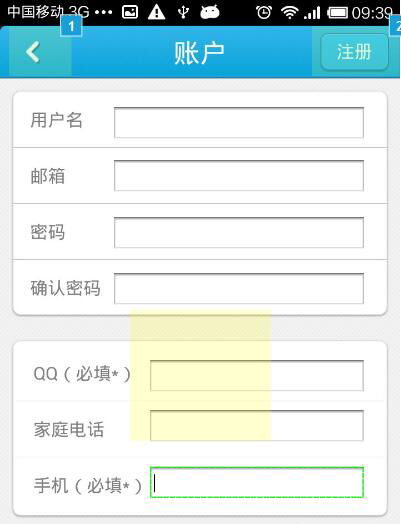 中国移动 3G 09:39
1
2
账户
注册
用户名
邮箱
密码
确认密码
QQ（必填*）
家庭电话
手机（必填*）